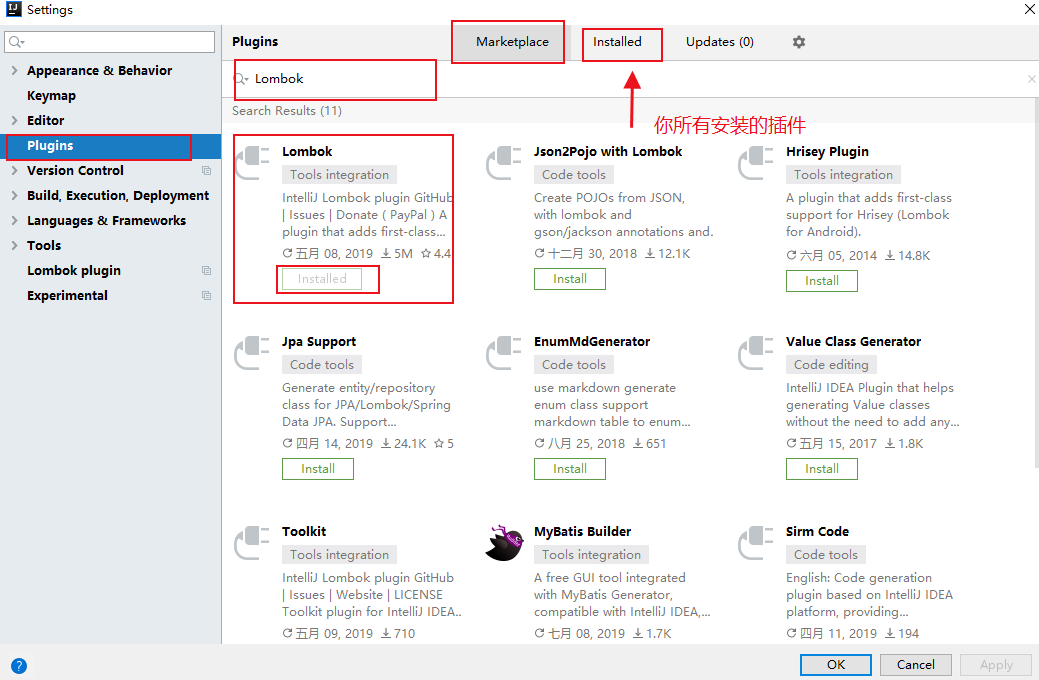 Settings
Appearance & Behavior
Keymap
Editor
Plugins
Version Control
Build, Execution, Deployment
Languages & Frameworks
Tools
Lombok plugin
Experimental
Plugins
Marketplace
Installed
Updates (0)
Lombok
Search Results (11)
你所有安装的插件
Lombok
Tools integration
IntelliJ Lombok plugin GitHub
| Issues | Donate ( PayPal ) A
plugin that adds first-class...
五月 08, 2019 5M 4.4
Installed
Json2Pojo with Lombok
Code tools
Create POJOs from JSON,
with lombok and
gson/jackson annotations and.
十二月 30, 2018 12.1K
Install
Hrisey Plugin
Tools integration
A plugin that adds first-class
support for Hrisey (Lombok
for Android).
六月 05, 2014 14.8K
Install
Jpa Support
Code tools
Generate entity/repository
class for JPA/Lombok/Spring
Data JPA. Support...
四月 14, 2019 24.1K 5
Install
EnumMdGenerator
Code tools
use markdown generate
enum class support
markdown table to enum...
八月 25, 2018 651
Install
Value Class Generator
Code editing
IntelliJ IDEA Plugin that helps
generating Value classes
without the need to add any...
五月 15, 2017 1.8K
Install
Toolkit
Tools integration
IntelliJ Lombok plugin GitHub
| Issues | Website | LICENSE
Toolkit plugin for IntelliJ IDEA..
五月 09, 2019 710
MyBatis Builder
Tools integration
A free GUI tool integrated
with MyBatis Generator,
compatible with IntelliJ IDEA,...
七月 08, 2019 1.7K
Sirm Code
Code tools
English: Code generation
plugin based on IntelliJ IDEA
platform, providing...
四月 11, 2019 194
?
OK
Cancel
Apply